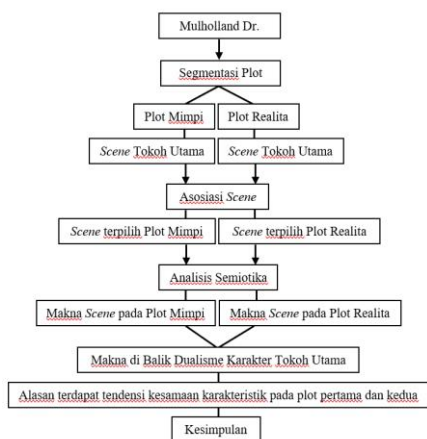 Mulholland Dr.
Segmentasi Plot
Plot Mimpi
Plot Realita
Scene Tokoh Utama
Scene Tokoh Utama
Asosiasi Scene
Scene terpilih Plot Mimpi
Scene terpilih Plot Realita
Analisis Semiotika
Makna Scene pada Plot Mimpi
Makna Scene pada Plot Realita
Makna di Balik Dualisme Karakter Tokoh Utama
Alasan terdapat tendensi kesamaan karakteristik pada plot pertama dan kedua
Kesimpulan